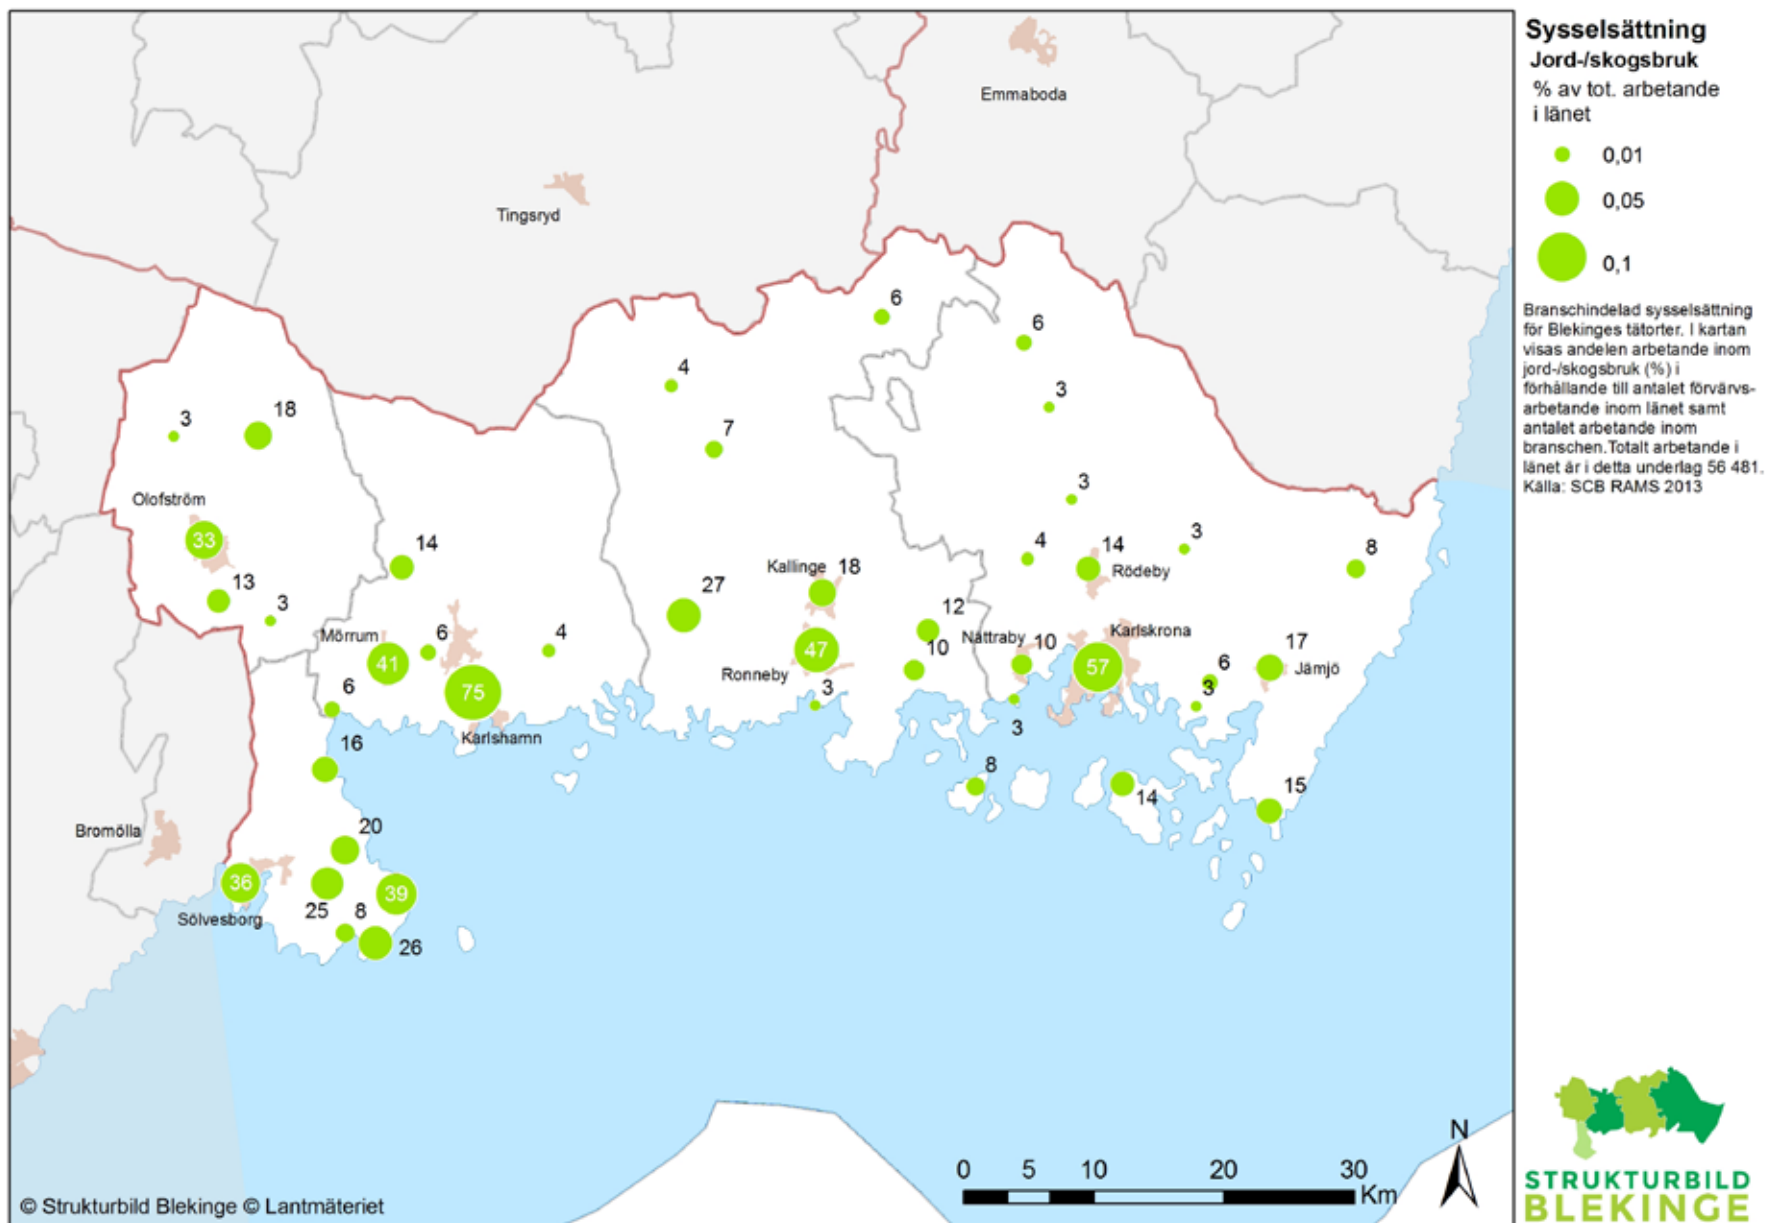 Sysselsättning
Jord-/skogsbruk
% av tot. arbetande
i länet
0,01
0,05
0,1
Branschindelad sysselsättning
för Blekinges tätorter. I kartan
visas andelen arbetande inom
jord-/skogsbruk (%) i
förhållande till antalet förvärvs-
arbetande inom länet samt
antalet arbetande inom
branschen.Totalt arbetande i
länet är i detta underlag 56 481.
Källa: SCB RAMS 2013
Emmaboda
Tingsryd
6
6
4
3
3
18
7
3
Olofström
33
14
4
14
3
8
Rödeby
Kallinge
18
27
13
3
12
Mörrum
6
4
41
47
10
Nättraby
10
Karlskrona
57
17
Jämjö
6
3
Ronneby
3
3
75
6
Karlshamn
16
8
14
15
Bromölla
20
36
39
25
8
Sölvesborg
26
N
0
5
10
20
30
Km
© Strukturbild Blekinge © Lantmäteriet
STRUKTURBILD
BLEKINGE